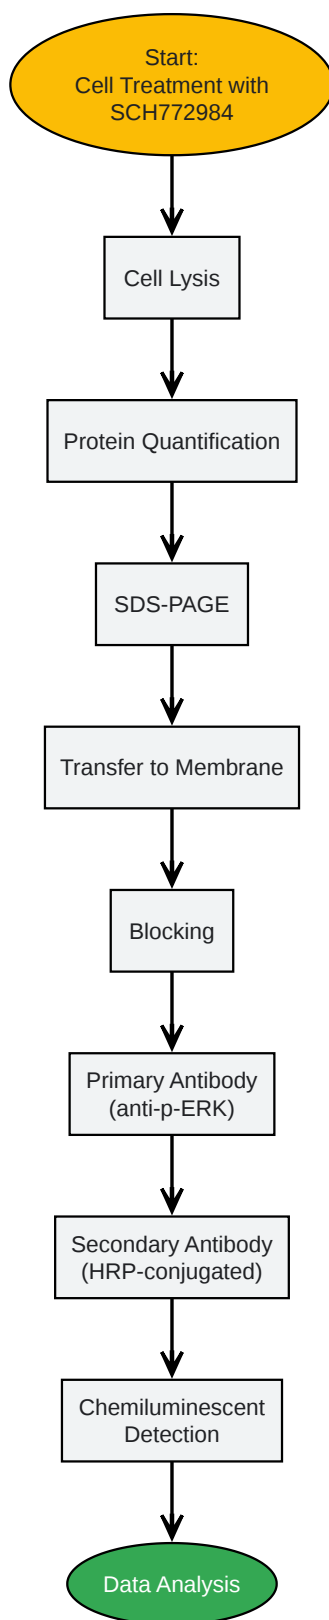 Start:
Cell Treatment with
SCH772984
Cell Lysis
Protein Quantification
SDS-PAGE
Transfer to Membrane
Blocking
Primary Antibody
(anti-p-ERK)
Secondary Antibody
(HRP-conjugated)
Chemiluminescent
Detection
Data Analysis